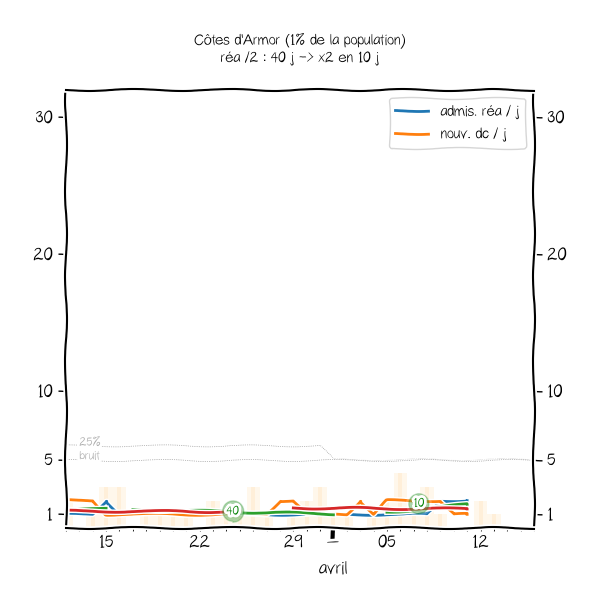 Côtes d'Armor (1% de la population)
réa /2 : 40 j -> x2 en 10 j
admis. réa / j
nouv. dc / j
30 30
20 20
10 10
25%
bruit
5 5
40 10
1 1
15 22 29 05 12
avril